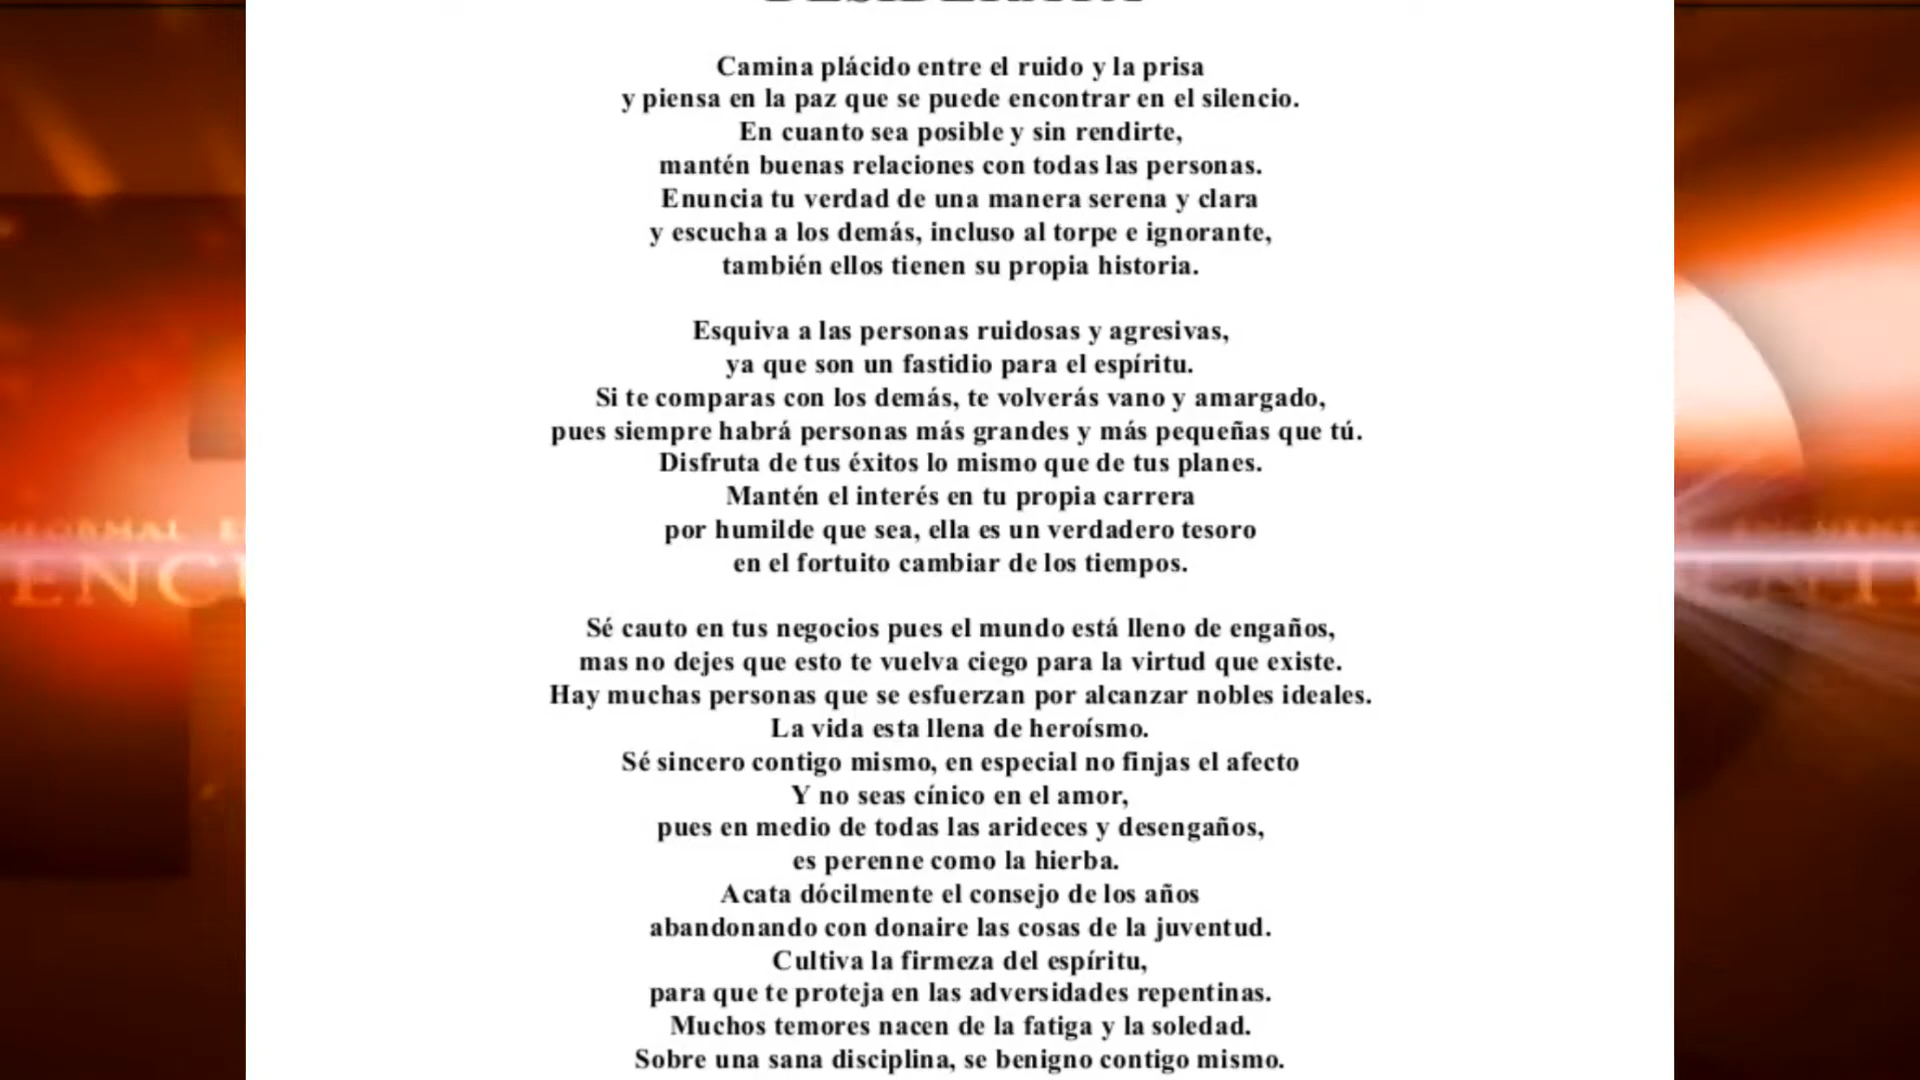 DESIDERATA
Camina plácido entre el ruido y la prisa
y piensa en la paz que se puede encontrar en el silencio.
En cuanto sea posible y sin rendirte,
mantén buenas relaciones con todas las personas.
Enuncia tu verdad de una manera serena y clara
y escucha a los demás, incluso al torpe e ignorante,
también ellos tienen su propia historia.
Esquiva a las personas ruidosas y agresivas,
ya que son un fastidio para el espíritu.
Si te comparas con los demás, te volverás vano y amargado,
pues siempre habrá personas más grandes y más pequeñas que tú.
Disfruta de tus éxitos lo mismo que de tus planes.
Mantén el interés en tu propia carrera
por humilde que sea, ella es un verdadero tesoro
en el fortuito cambiar de los tiempos.
Sé cauto en tus negocios pues el mundo está lleno de engaños,
mas no dejes que esto te vuelva ciego para la virtud que existe.
Hay muchas personas que se esfuerzan por alcanzar nobles ideales.
La vida esta llena de heroísmo.
Sé sincero contigo mismo, en especial no finjas el afecto
Y no seas cínico en el amor,
pues en medio de todas las arideces y desengaños,
es perenne como la hierba.
Acata dócilmente el consejo de los años
abandonando con donaire las cosas de la juventud.
Cultiva la firmeza del espíritu,
para que te proteja en las adversidades repentinas.
Muchos temores nacen de la fatiga y la soledad.
Sobre una sana disciplina, se benigno contigo mismo.